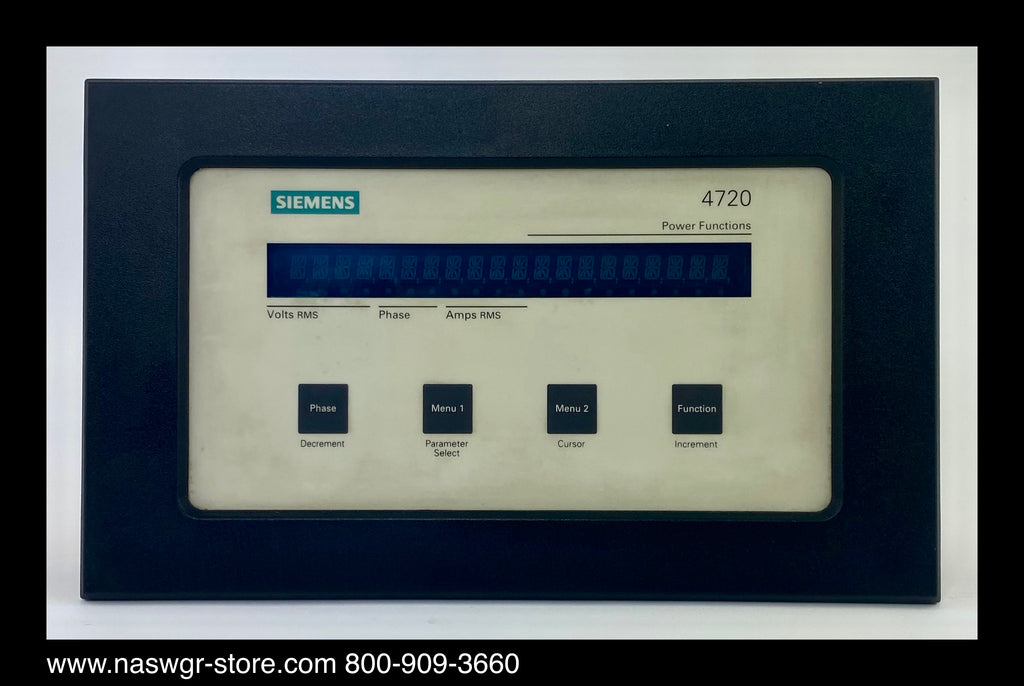 SIEMENS
4720
Power Functions
Volts RMS
Phase
Amps RMS
Phase
Menu 1
Menu 2
Function
Decrement
Parameter
Select
Cursor
Increment
www.naswgr-store.com 800-909-3660